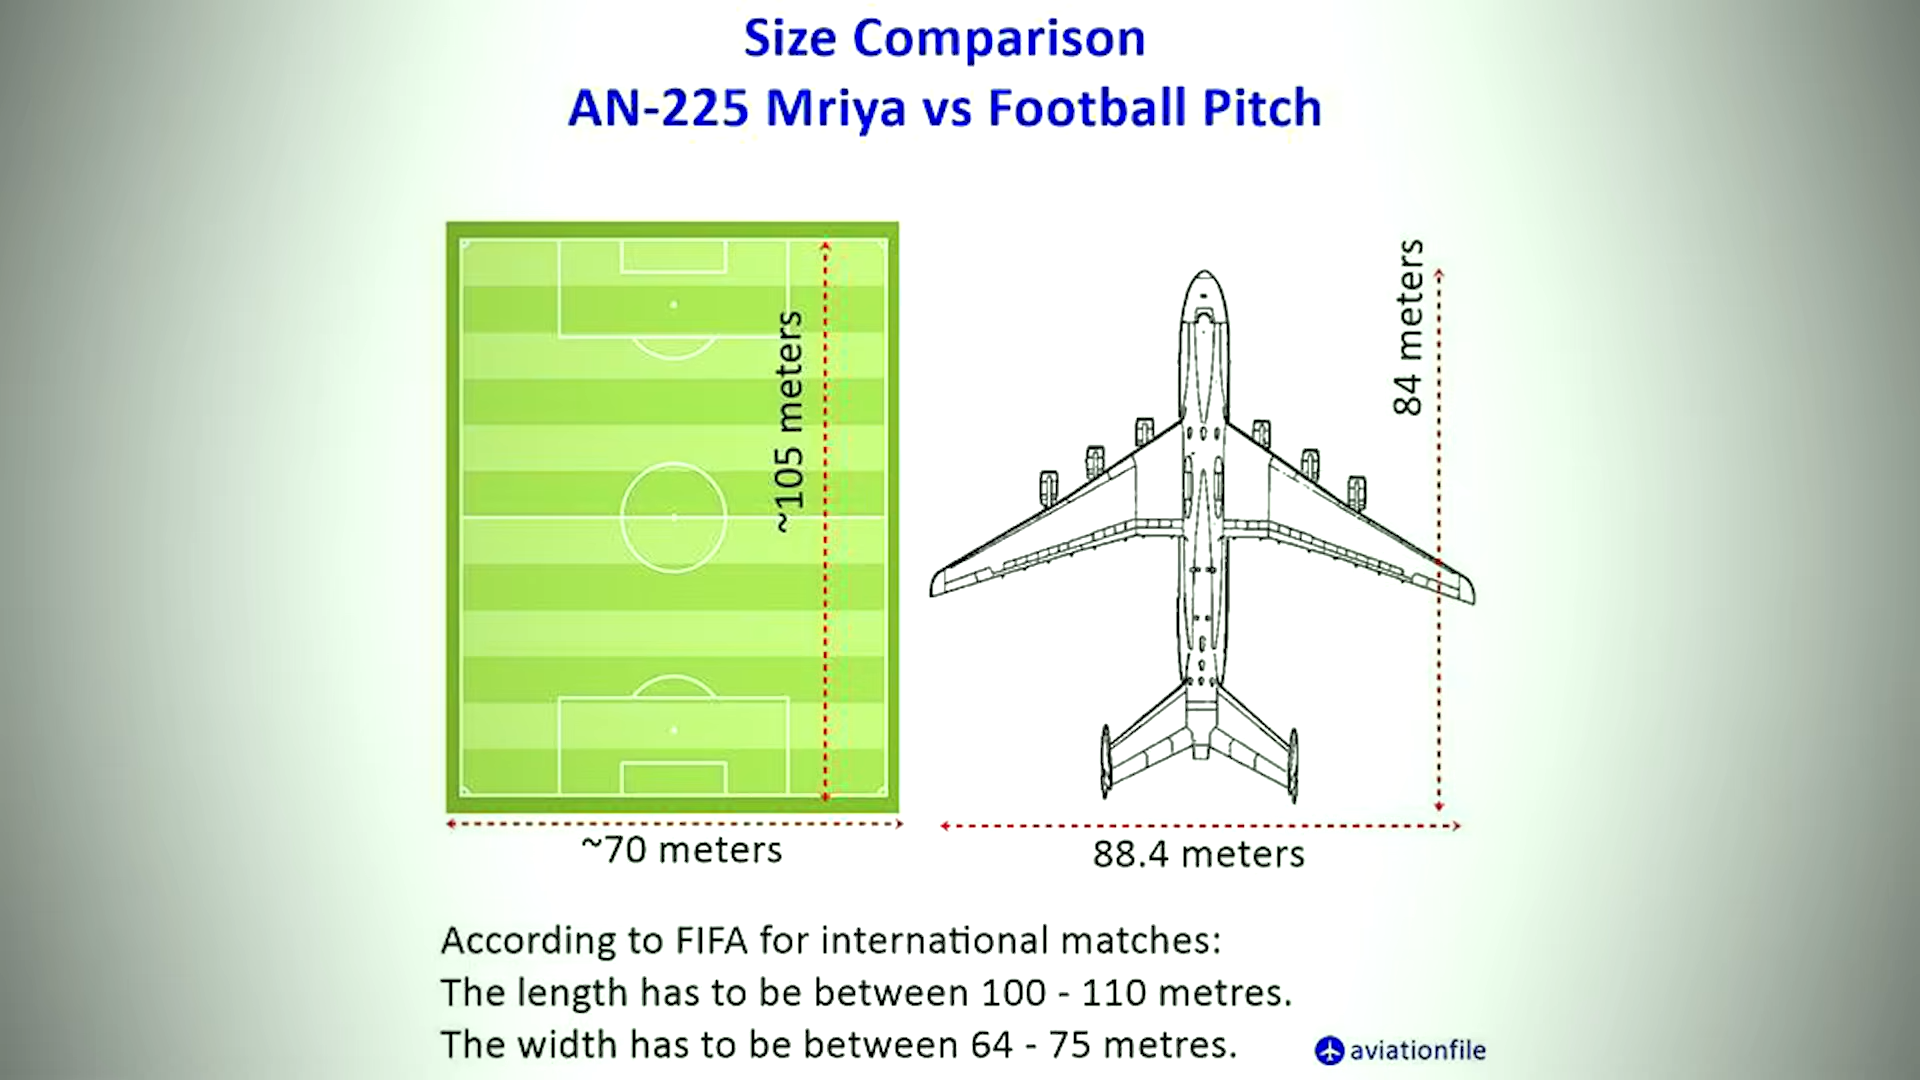 Size Comparison
AN-225 Mriya vs Football Pitch
~105 meters
84 meters
~70 meters
88.4 meters
According to FIFA for international matches:
The length has to be between 100 - 110 metres.
The width has to be between 64 - 75 metres.
aviationfile